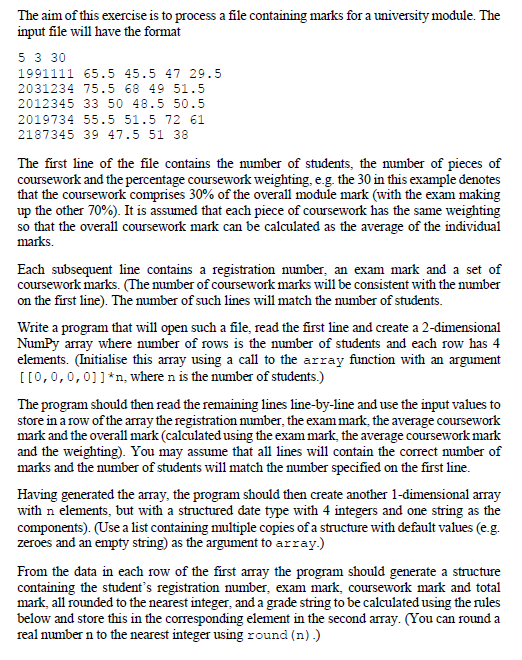 The aim of this exercise is to process a file containing marks for a university module. The
input file will have the format
5 3 30
1991111 65.5 45.5 47 29.5
2031234 75.5 68 49 51.5
2012345 33 50 48.5 50.5
2019734 55.5 51.5 72 61
2187345 39 47.5 51 38
The first line of the file contains the number of students, the number of pieces of
coursework and the percentage coursework weighting, e.g. the 30 in this example denotes
that the coursework comprises 30% of the overall module mark (with the exam making
up the other 70%). It is assumed that each piece of coursework has the same weighting
so that the overall coursework mark can be calculated as the average of the individual
marks.
Each subsequent line contains a registration number, an exam mark and a set of
coursework marks. (The number of coursework marks will be consistent with the number
on the first line). The number of such lines will match the number of students.
Write a program that will open such a file, read the first line and create a 2-dimensional
NumPy array where number of rows is the number of students and each row has 4
elements. (Initialise this array using a call to the array function with an argument
[[0,0,0,0]]*n, where n is the number of students.)
The program should then read the remaining lines line-by-line and use the input values to
store in a row of the array the registration number, the exam mark, the average coursework
mark and the overall mark (calculated using the exam mark, the average coursework mark
and the weighting). You may assume that all lines will contain the correct number of
marks and the number of students will match the number specified on the first line.
Having generated the array, the program should then create another 1-dimensional array
with n elements, but with a structured date type with 4 integers and one string as the
components). (Use a list containing multiple copies of a structure with default values (e.g.
zeroes and an empty string) as the argument to array.)
From the data in each row of the first array the program should generate a structure
containing the student's registration number, exam mark, coursework mark and total
mark, all rounded to the nearest integer, and a grade string to be calculated using the rules
below and store this in the corresponding element in the second array. (You can round a
real number n to the nearest integer using round(n).)